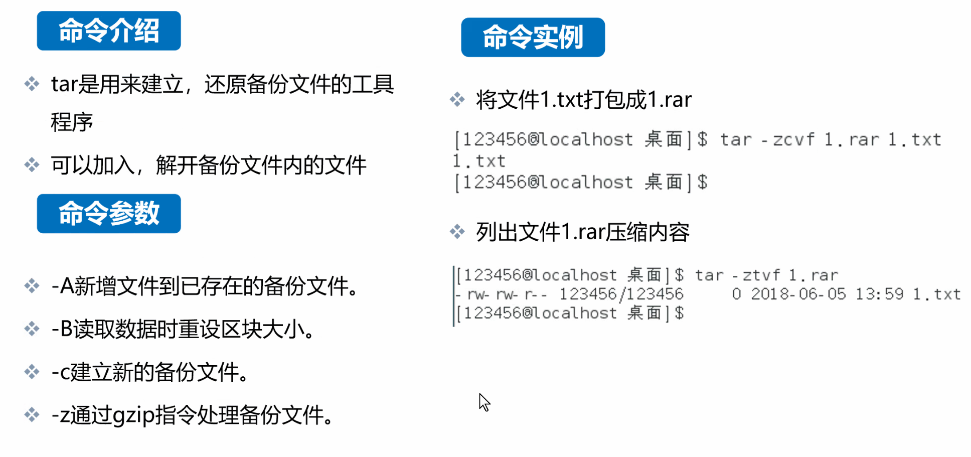 命令介绍
tar是用来建立，还原备份文件的工具
程序
可以加入，解开备份文件内的文件
命令参数
-A新增文件到已存在的备份文件。
-B读取数据时重设区块大小。
-c建立新的备份文件。
-z通过gzip指令处理备份文件。
命令实例
将文件1.txt打包成1.rar
[123456@localhost 桌面]$ tar -zcvf 1.rar 1.txt
1.txt
[123456@localhost 桌面]$
列出文件1.rar压缩内容
[123456@localhost 桌面]$ tar -ztvf 1.rar
-rw-rw-r-- 123456/123456 0 2018-06-05 13:59 1.txt
[123456@localhost 桌面]$